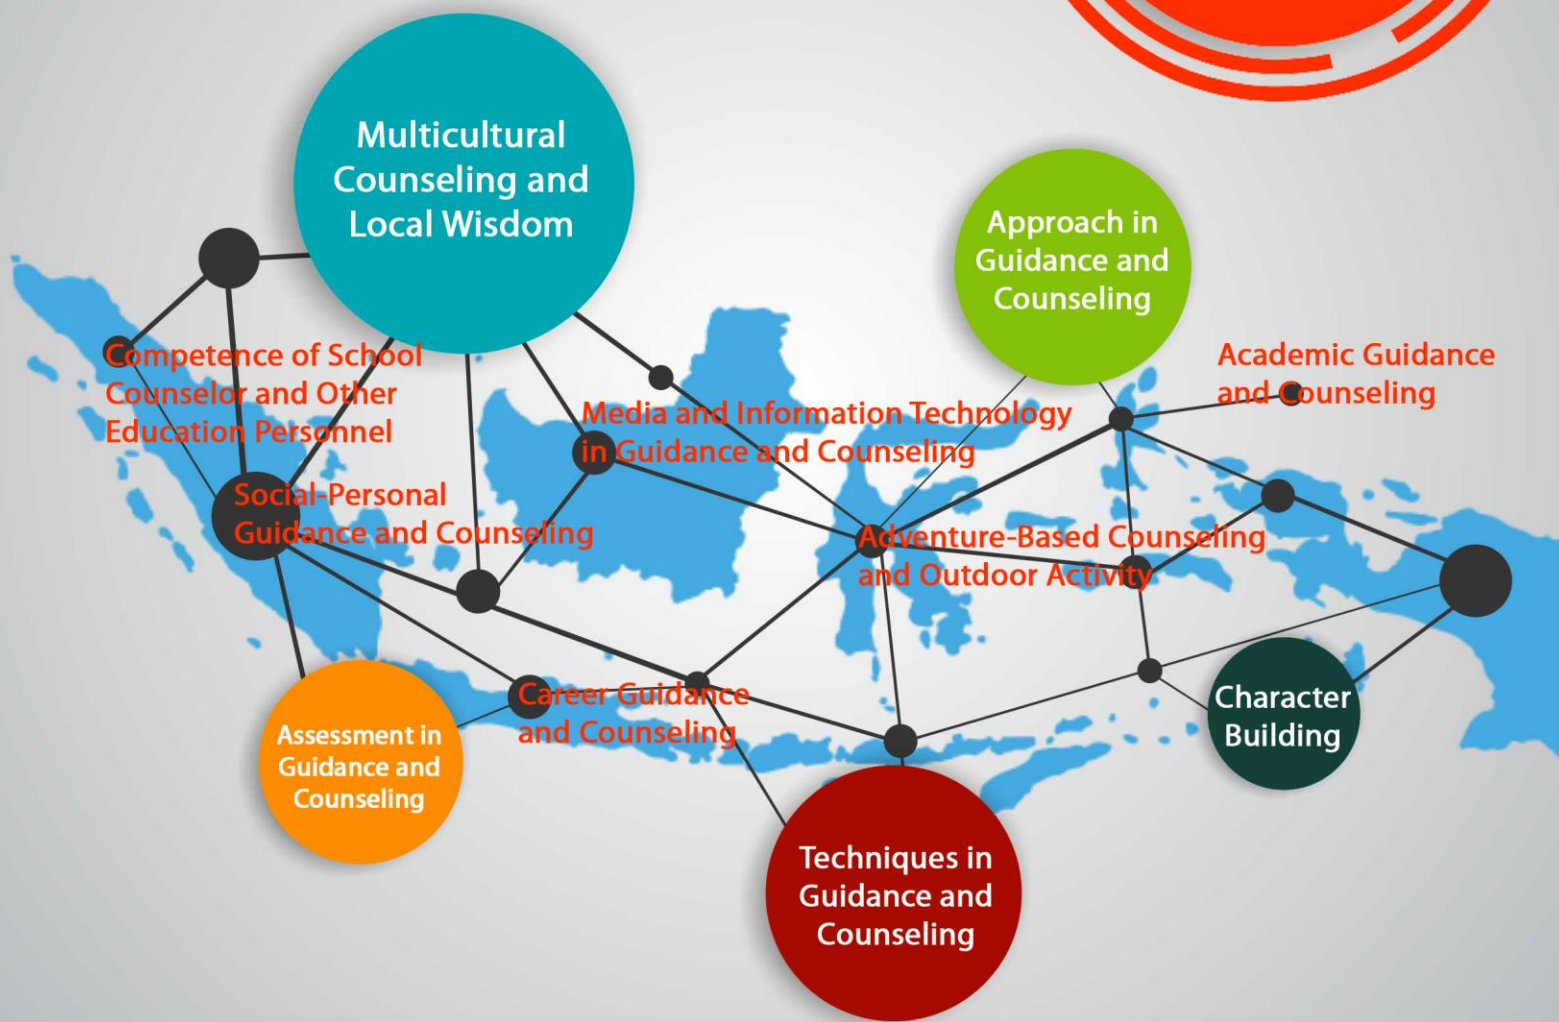 Multicultural
Counseling and
Local Wisdom
Approach in
Guidance and
Counseling
Competence of School
Counselor and Other
Education Personnel
Academic Guidance
and Counseling
Media and Information Technology
in Guidance and Counseling
Social-Personal
Guidance and Counseling
Adventure-Based Counseling
and Outdoor Activity
Career Guidance
and Counseling
Character
Building
Assessment in
Guidance and
Counseling
Techniques in
Guidance and
Counseling